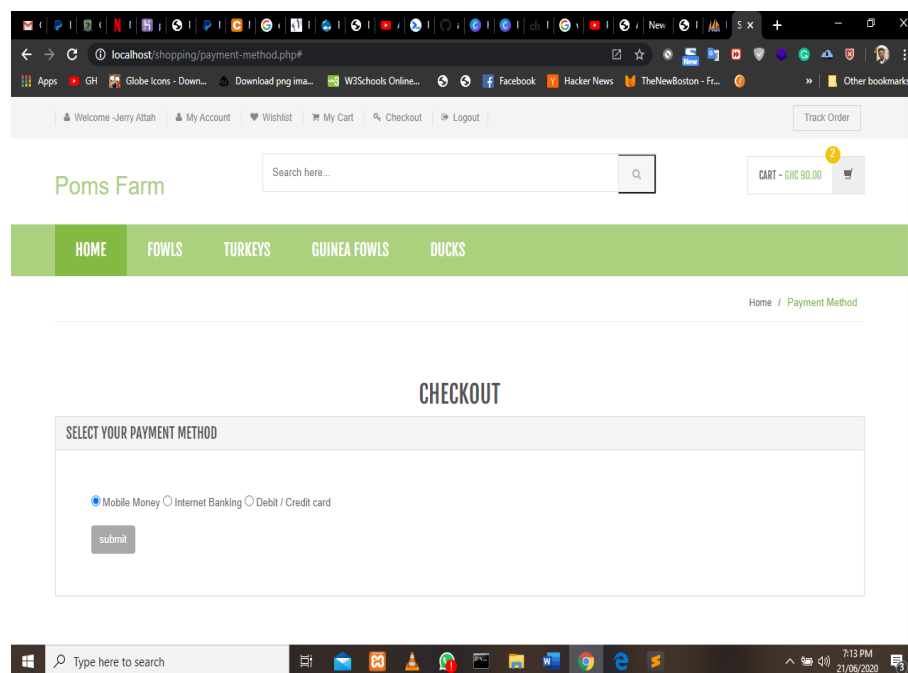 New
localhost/shopping/payment-method.php#
New
Apps GH Globe Icons - Down... Download png ima... W3Schools Online... Facebook Hacker News TheNewBoston - Fr... » Other bookmarks
Welcome -Jerry Attah My Account Wishlist My Cart Checkout Logout Track Order
Poms Farm
Search here...
2
CART - GHC 90.00
HOME FOWLS TURKEYS GUINEA FOWLS DUCKS
Home / Payment Method
CHECKOUT
SELECT YOUR PAYMENT METHOD
Mobile Money Internet Banking Debit / Credit card
submit
Type here to search
7:13 PM
21/06/2020
3